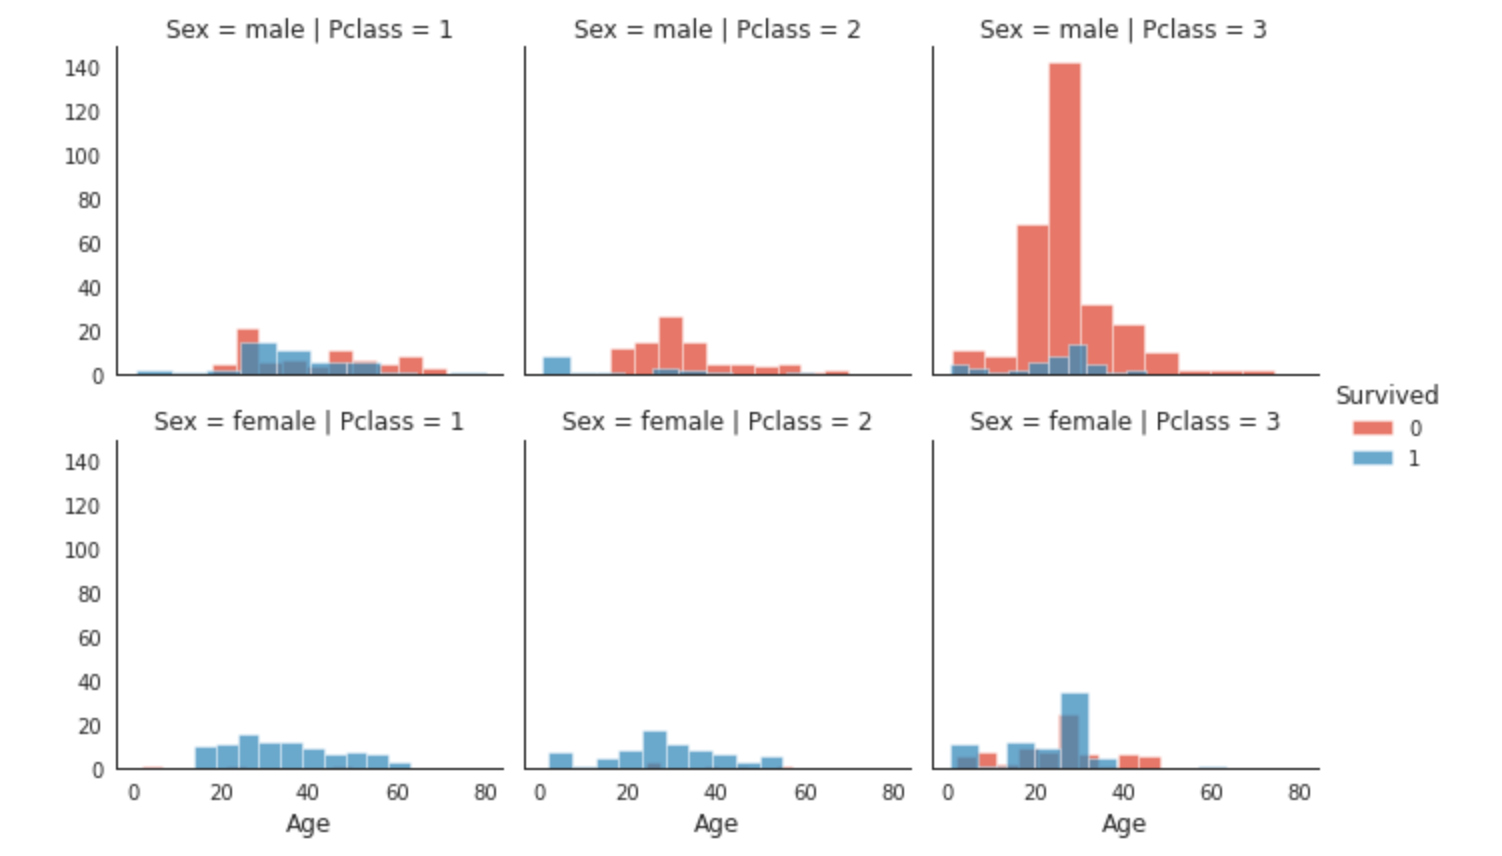 Sex = male | Pclass = 1
Sex = male | Pclass = 2
Sex = male | Pclass = 3
140
120
100
80
60
40
20
0
Survived
0
1
Sex = female | Pclass = 1
Sex = female | Pclass = 2
Sex = female | Pclass = 3
140
120
100
80
60
40
20
0
0 20 40 60 80
0 20 40 60 80
0 20 40 60 80
Age
Age
Age